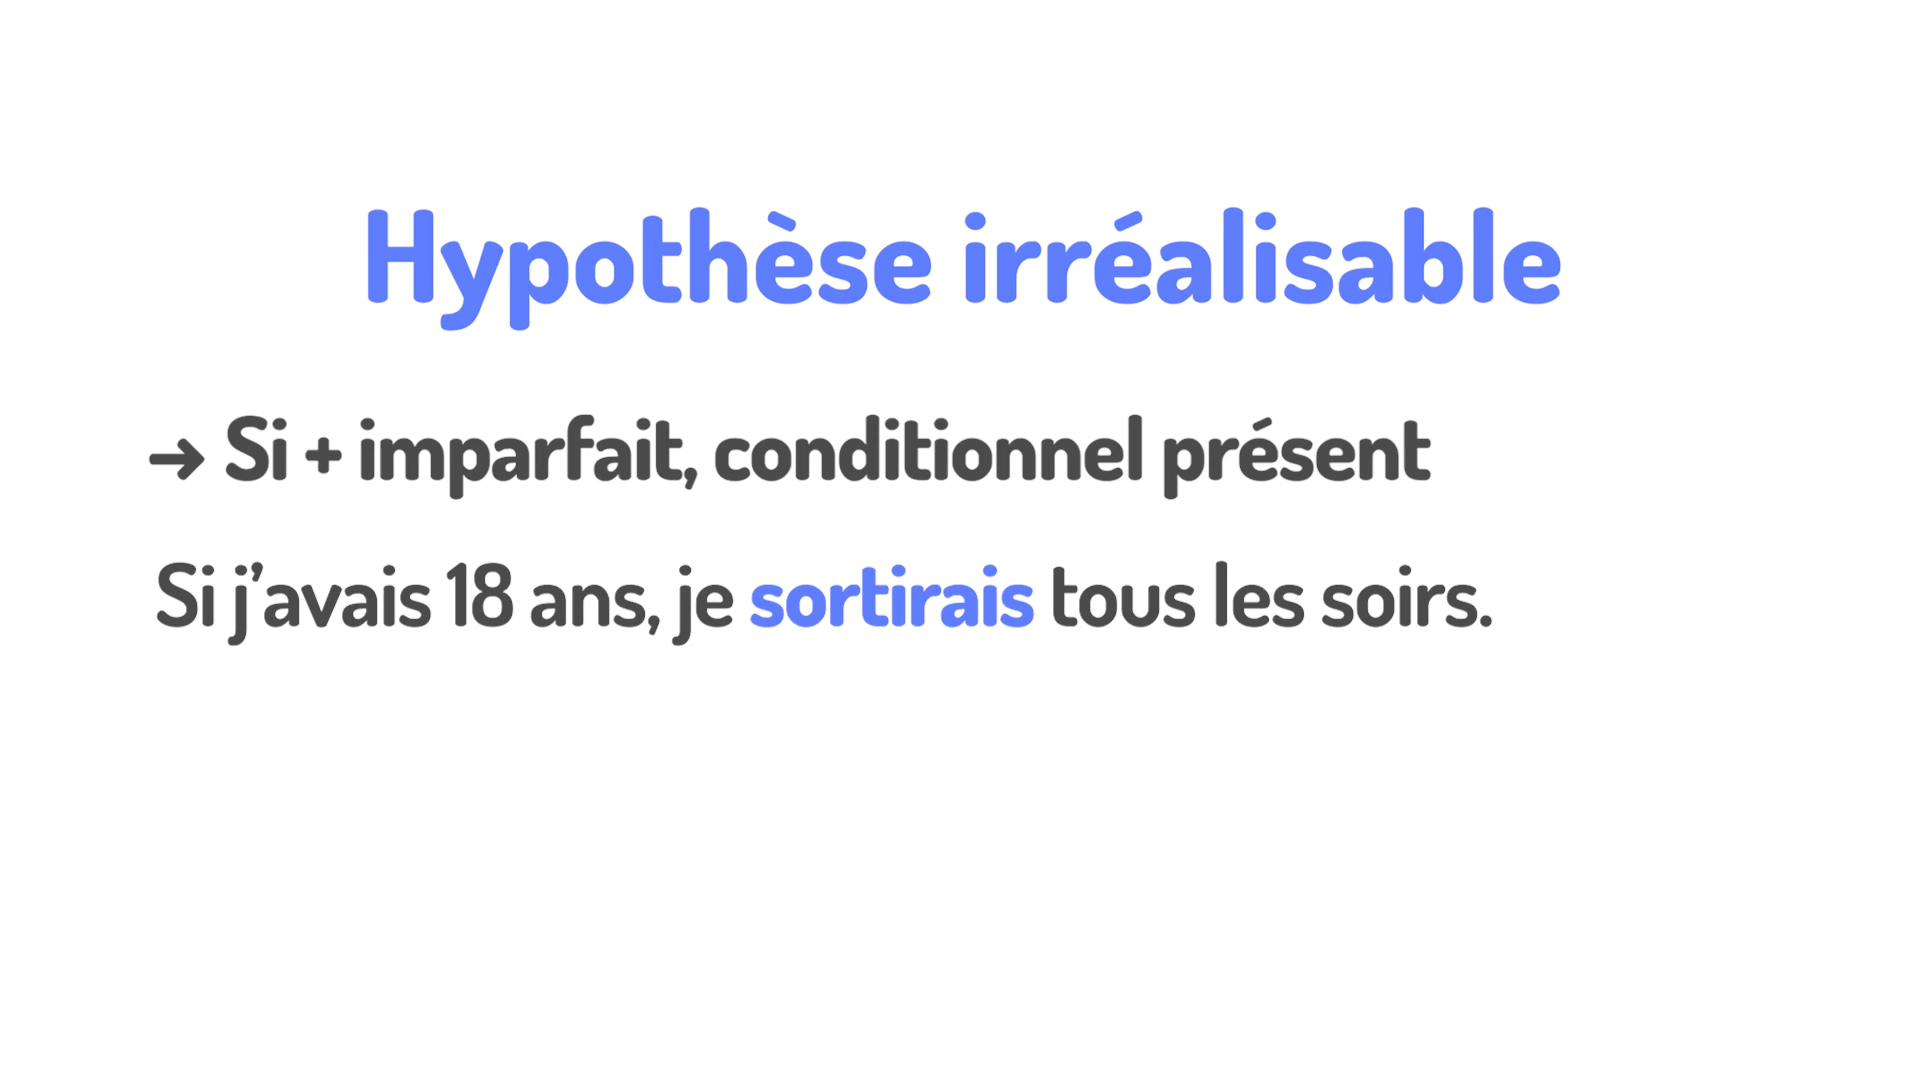 Hypothèse irréalisable
→ Si + imparfait, conditionnel présent
Si j’avais 18 ans, je sortirais tous les soirs.